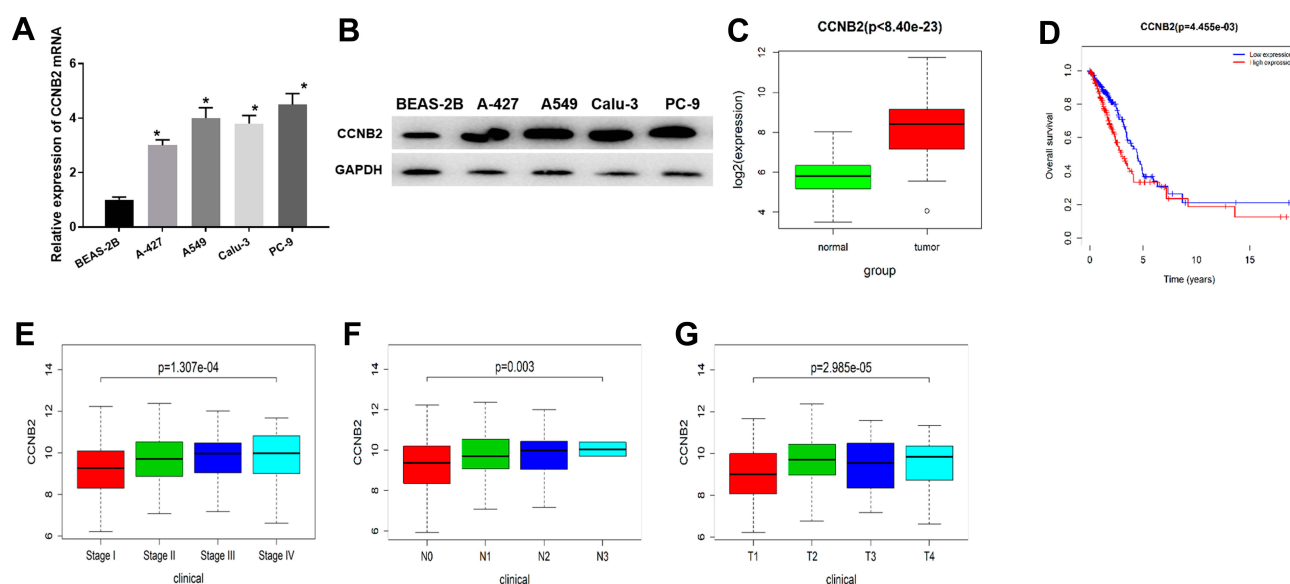 A
Relative expression of CCNB2 mRNA
6
4
2
0
*
*
*
*
BEAS-2B
A-427
A549
Calu-3
PC-9
B
BEAS-2B A-427 A549 Calu-3 PC-9
CCNB2
GAPDH
C
CCNB2(p<8.40e-23)
log2(expression)
12
10
8
6
4
normal tumor
group
D
CCNB2(p=4.455e-03)
Low expression
High expression
Overall survival
1.0
0.8
0.6
0.4
0.2
0.0
0 5 10 15
Time (years)
E
p=1.307e-04
CCNB2
14
12
10
8
6
Stage I Stage II Stage III Stage IV
clinical
F
p=0.003
CCNB2
14
12
10
8
6
N0 N1 N2 N3
clinical
G
p=2.985e-05
CCNB2
14
12
10
8
6
T1 T2 T3 T4
clinical